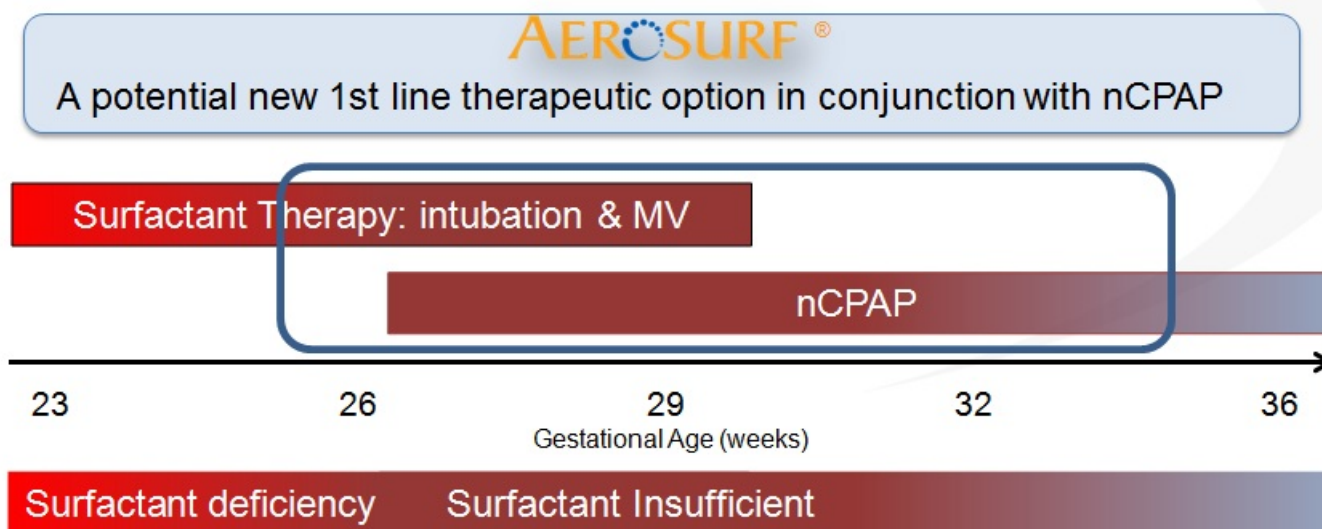 AEROSURF ®
A potential new 1st line therapeutic option in conjunction with nCPAP
Surfactant Therapy: intubation & MV
nCPAP
23 26 29 32 36
Gestational Age (weeks)
Surfactant deficiency Surfactant Insufficient